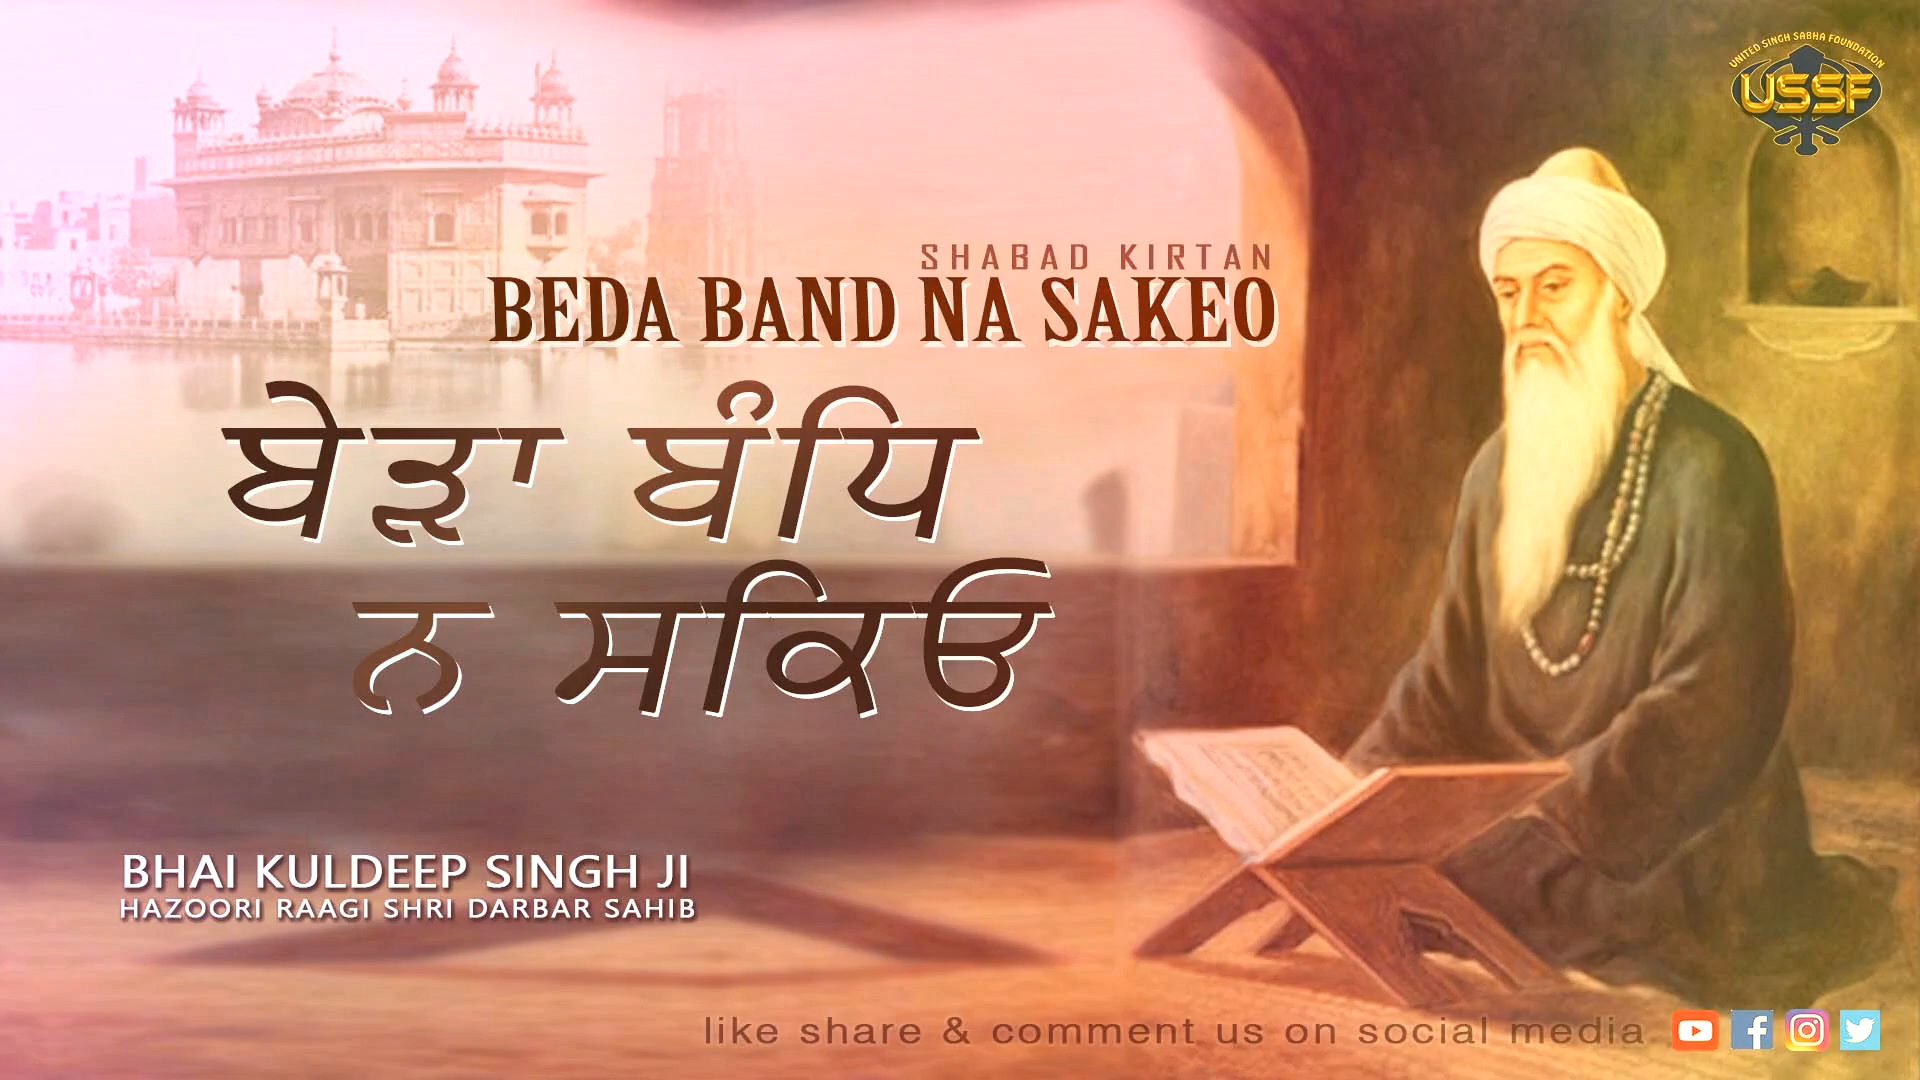 UNITED SINGH SABHA FOUNDATION
USSF
SHABAD KIRTAN
BEDA BAND NA SAKEO
ਬੇੜਾ ਬੰਧਿ
ਨ ਸਕਿਓ
BHAI KULDEEP SINGH JI
HAZOORI RAAGI SHRI DARBAR SAHIB
like share & comment us on social media